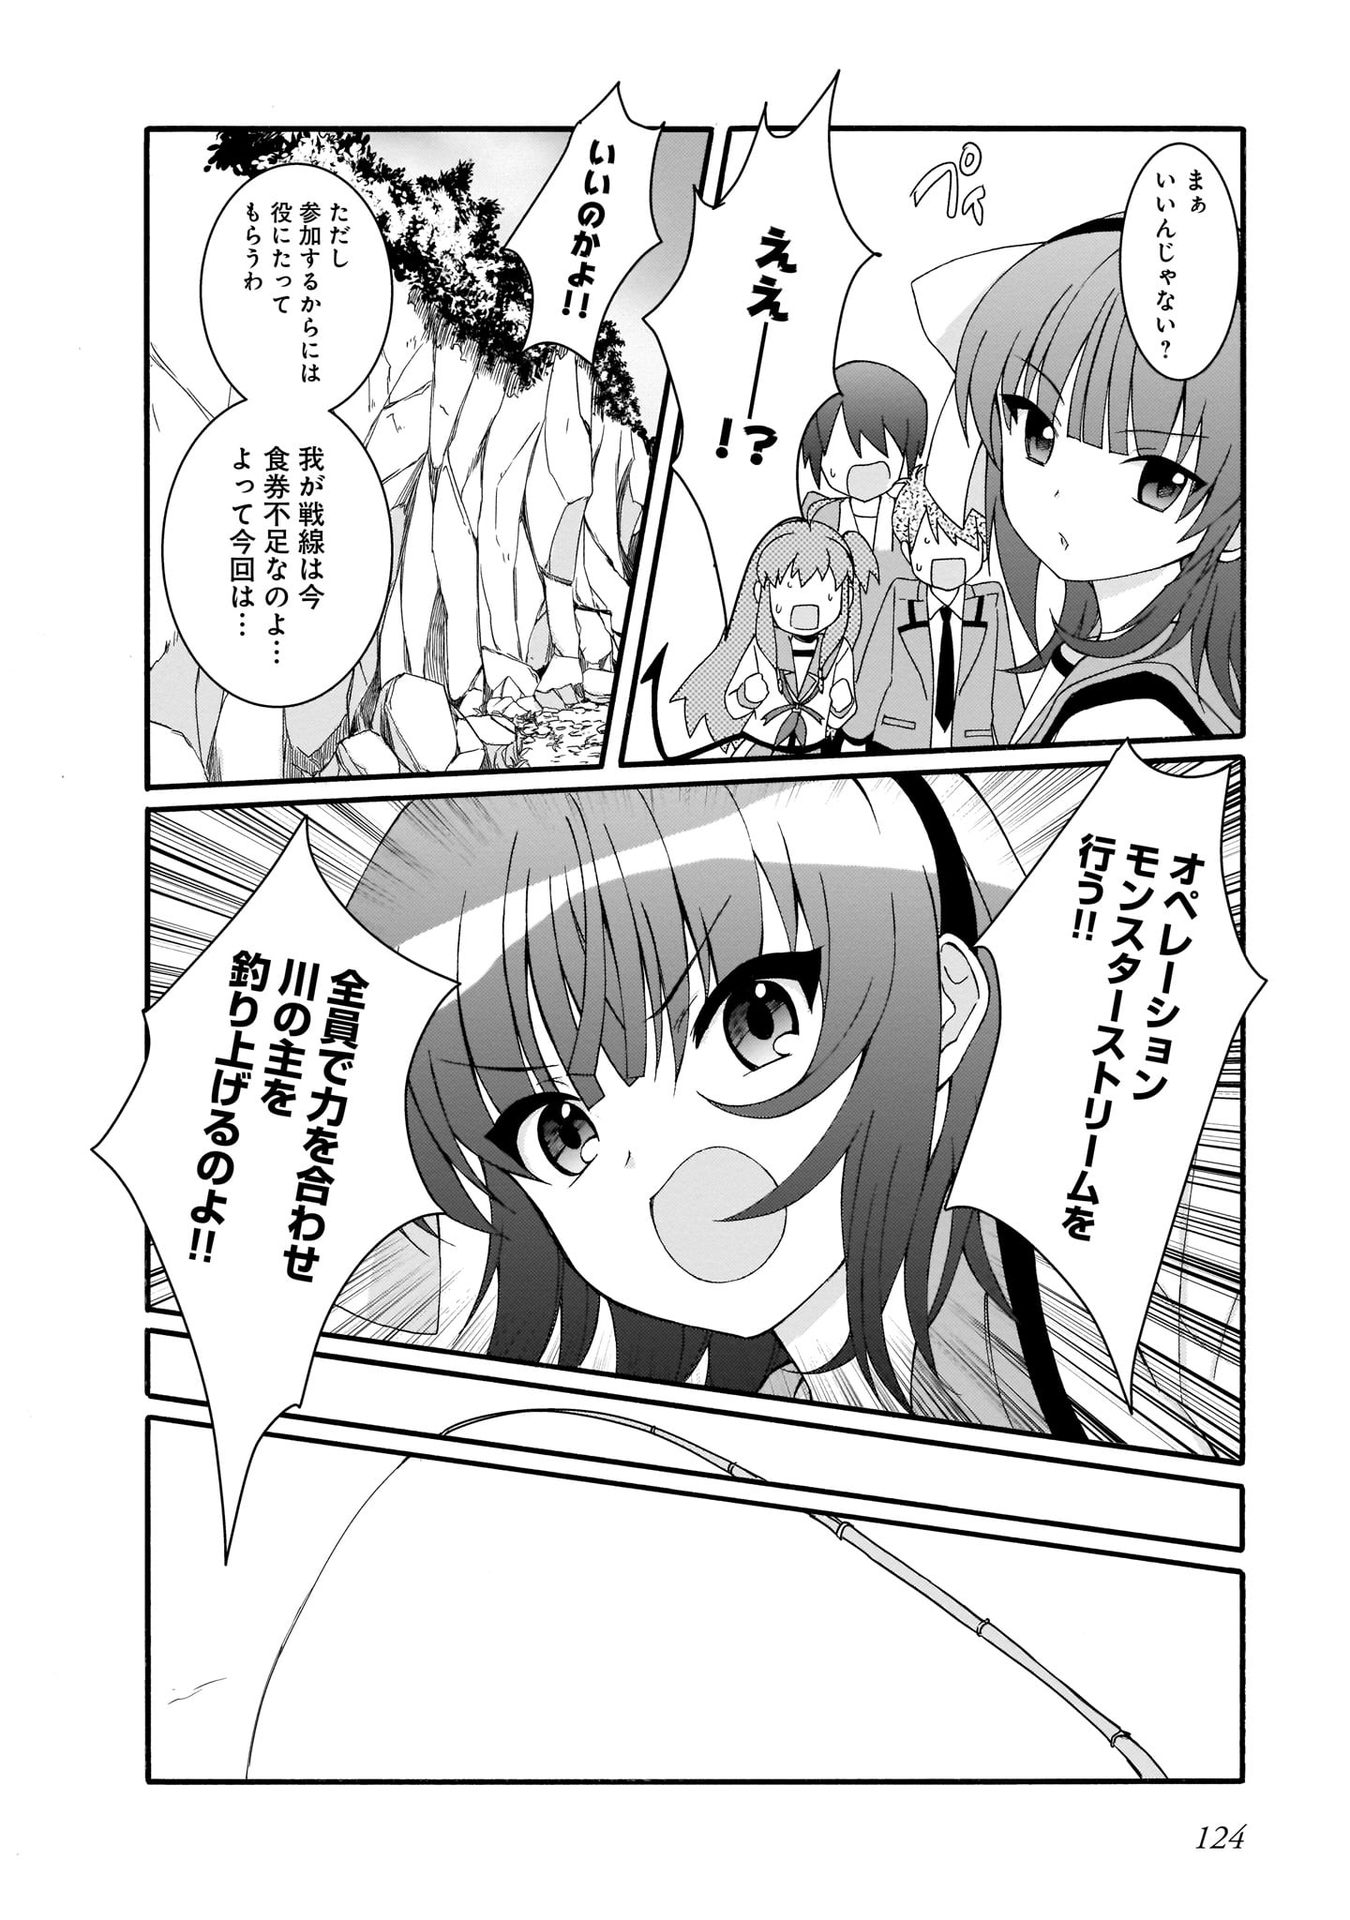 まぁ
いいんじゃない？
ペイ
ええー！？
いいのかよ！！
ただし
参加するからには
役にたって
もらうわ
我が戦線は今
食券不足なのよ…
よって今回は…
オペレーション
モンスターストリームを
行う！！
全員で力を合わせ
川の主を
釣り上げるのよ！！
124